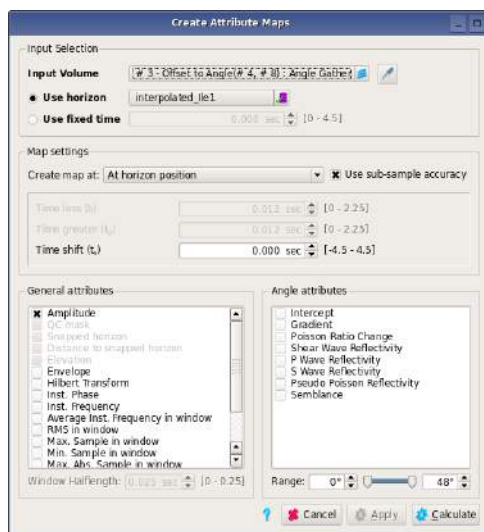 Create Attribute Maps
Input Selection
Input Volume # 3 - Offset to Angle(# 4, # 8) : Angle Gather
Use horizon interpolated_lie1
Use fixed time 0.000 sec [0 - 4.5]
Map settings
Create map at: At horizon position Use sub-sample accuracy
Time less 0.012 sec [0 - 2.25]
Time greater 0.012 sec [0 - 2.25]
Time shift (tₛ) 0.000 sec [-4.5 - 4.5]
General attributes
Amplitude
QC mask
Snapped horizon
Distance to snapped horizon
Elevation
Envelope
Hilbert Transform
Inst. Phase
Inst. Frequency
Average Inst. Frequency in window
RMS in window
Max. Sample in window
Min. Sample in window
Max. Abs. Sample in window
Window Halflength: 0.025 sec [0 - 0.25]
Angle attributes
Intercept
Gradient
Poisson Ratio Change
Shear Wave Reflectivity
P Wave Reflectivity
S Wave Reflectivity
Pseudo Poisson Reflectivity
Semblance
Range: 0° 48°
? Cancel Apply Calculate